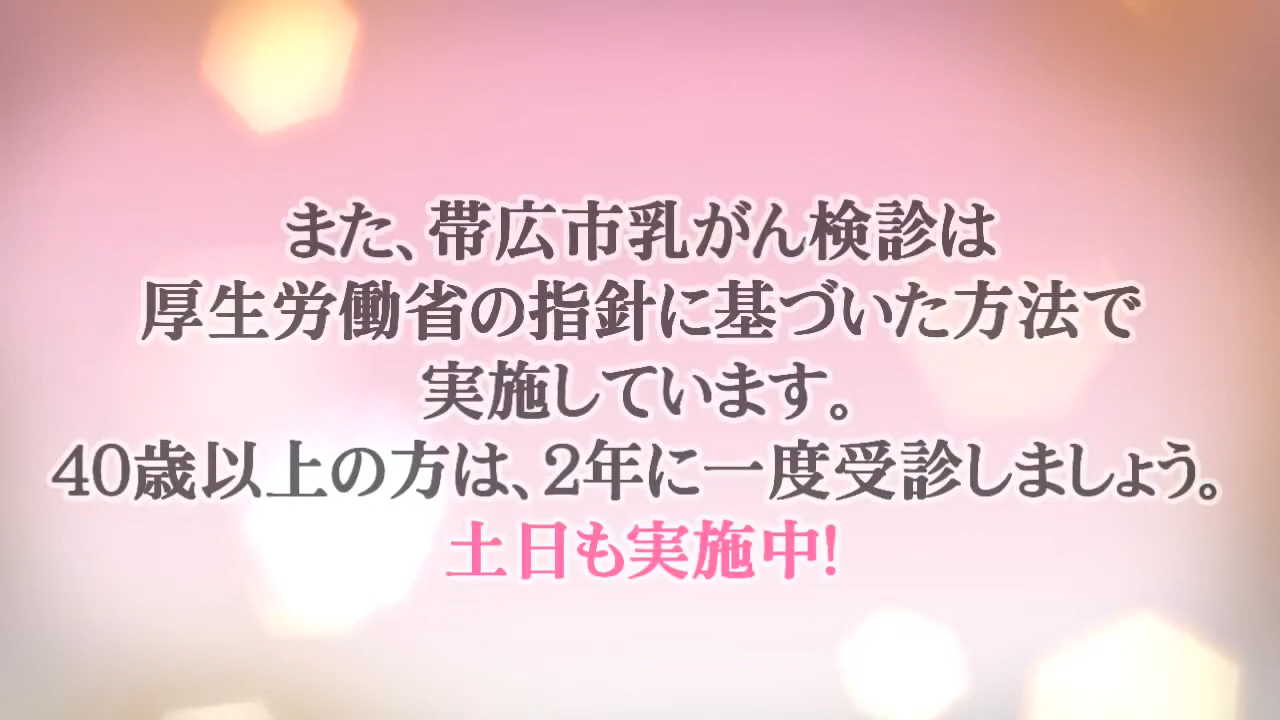 また、帯広市乳がん検診は
厚生労働省の指針に基づいた方法で
実施しています。
40歳以上の方は、2年に一度受診しましょう。
土日も実施中!